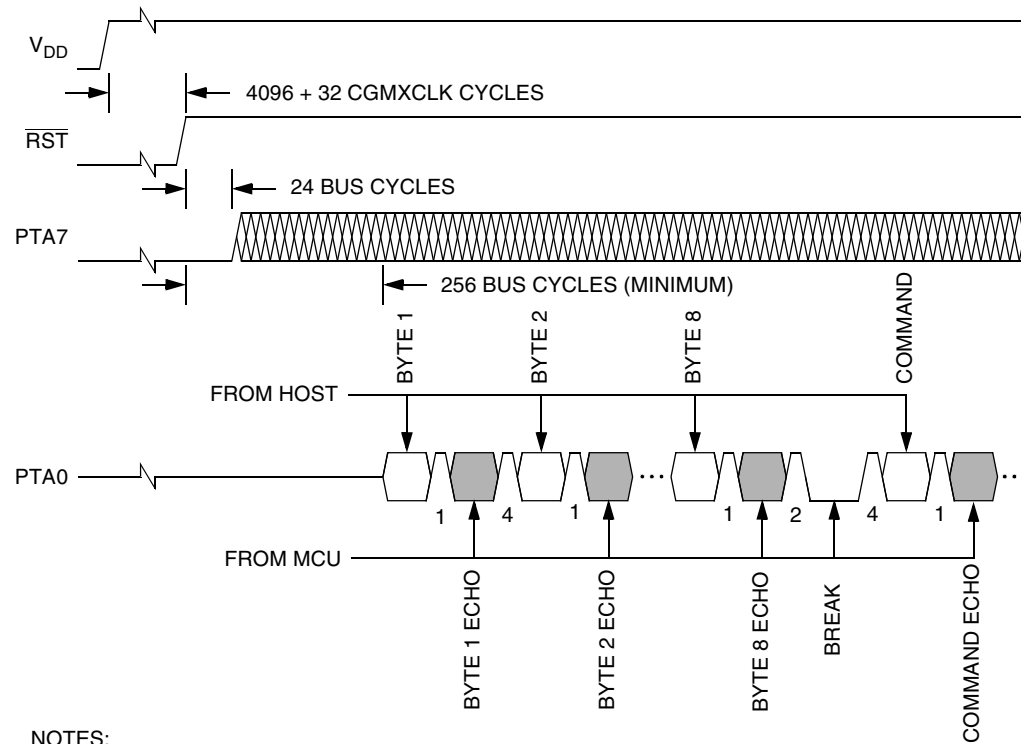 VDD
4096 + 32 CGMXCLK CYCLES
RST
24 BUS CYCLES
PTA7
256 BUS CYCLES (MINIMUM)
BYTE 1
BYTE 2
BYTE 8
COMMAND
FROM HOST
PTA0
1
4
1
1
2
4
1
FROM MCU
BYTE 1 ECHO
BYTE 2 ECHO
BYTE 8 ECHO
BREAK
COMMAND ECHO
NOTES: